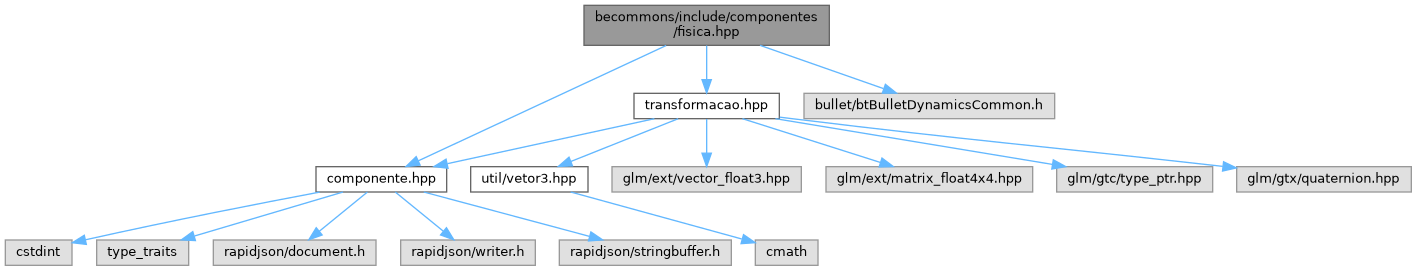 becommons/include/componentes
/fisica.hpp
transformacao.hpp
bullet/btBulletDynamicsCommon.h
componente.hpp
util/vetor3.hpp
glm/ext/vector_float3.hpp
glm/ext/matrix_float4x4.hpp
glm/gtc/type_ptr.hpp
glm/gtx/quaternion.hpp
cstdint
type_traits
rapidjson/document.h
rapidjson/writer.h
rapidjson/stringbuffer.h
cmath